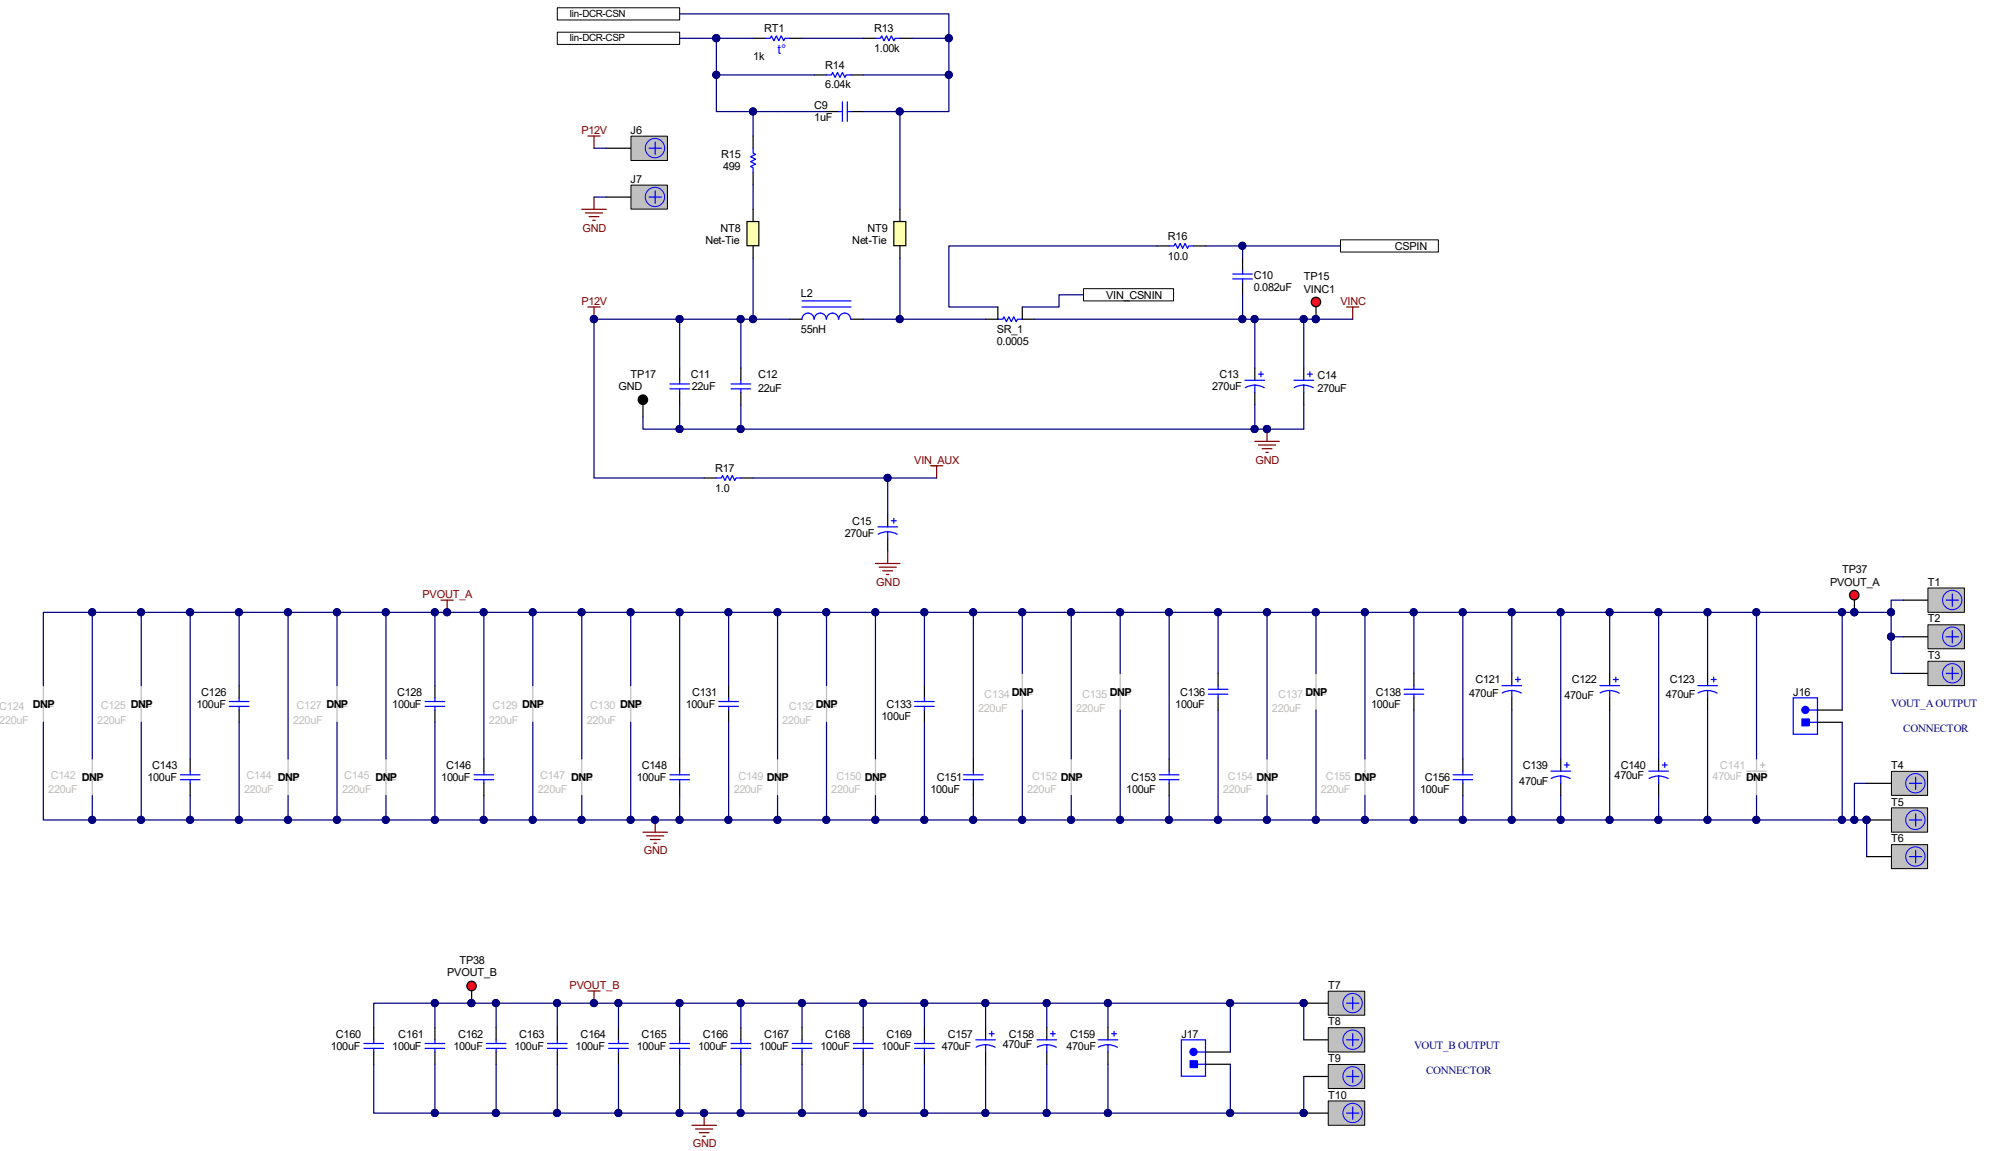 Iin-DCR-CSN
Iin-DCR-CSP
RT1
t°
1k
R13
1.00k
R14
6.04k
C9
1uF
P12V
J6
J7
GND
R15
499
NT8
Net-Tie
NT9
Net-Tie
R16
10.0
CSPIN
C10
0.082uF
TP15
VINC1
VINC
P12V
L2
55nH
VIN_CSNIN
SR_1
0.0005
TP17
GND
C11
22uF
C12
22uF
C13
270uF
C14
270uF
GND
R17
1.0
VIN_AUX
C15
270uF
GND
PVOUT_A
TP37
PVOUT_A
T1
T2
T3
C124
220uF
DNP
C125
220uF
DNP
C126
100uF
C127
220uF
DNP
C128
100uF
C129
220uF
DNP
C130
220uF
DNP
C131
100uF
C132
220uF
DNP
C133
100uF
C134
220uF
DNP
C135
220uF
DNP
C136
100uF
C137
220uF
DNP
C138
100uF
C121
470uF
C122
470uF
C123
470uF
J16
VOUT_A OUTPUT
CONNECTOR
C142
220uF
DNP
C143
100uF
C144
220uF
DNP
C145
220uF
DNP
C146
100uF
C147
220uF
DNP
C148
100uF
C149
220uF
DNP
C150
220uF
DNP
C151
100uF
C152
220uF
DNP
C153
100uF
C154
220uF
DNP
C155
220uF
DNP
C156
100uF
C139
470uF
C140
470uF
C141
470uF
DNP
T4
T5
T6
GND
TP38
PVOUT_B
PVOUT_B
C160
100uF
C161
100uF
C162
100uF
C163
100uF
C164
100uF
C165
100uF
C166
100uF
C167
100uF
C168
100uF
C169
100uF
C157
470uF
C158
470uF
C159
470uF
J17
T7
T8
T9
T10
VOUT_B OUTPUT
CONNECTOR
GND